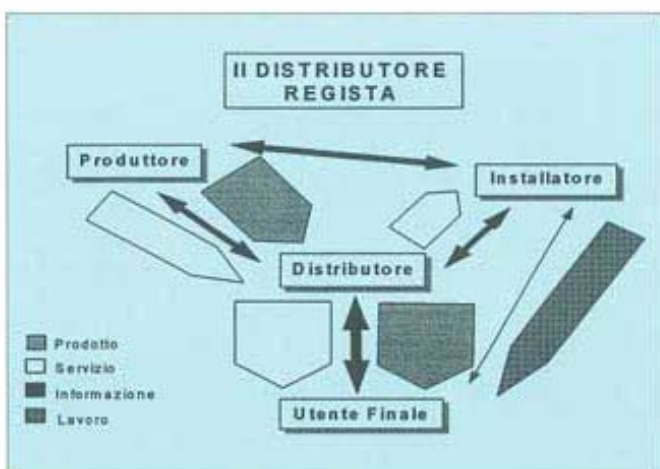 Il DISTRIBUTORE
REGISTA
Produttore
Installatore
Distributore
Prodotto
Servizio
Informazione
Lavoro
Utente Finale